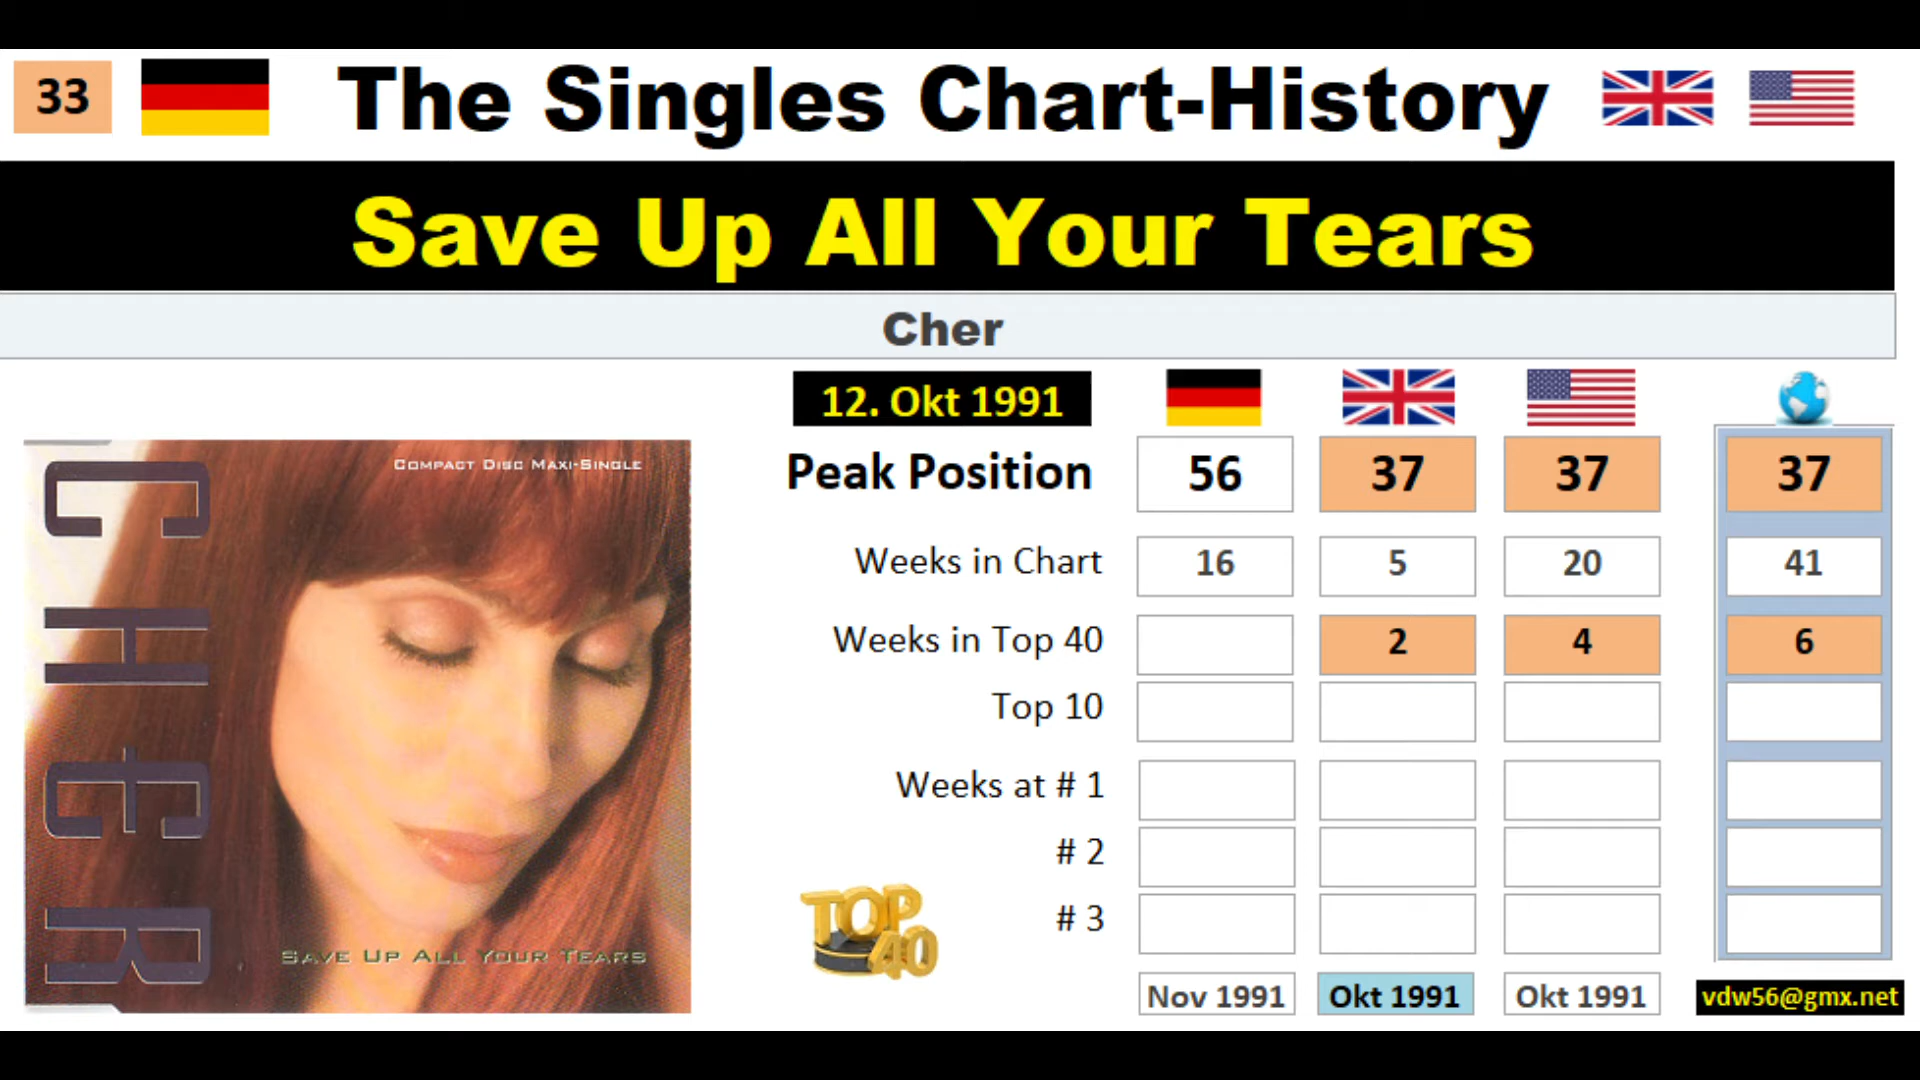 33 The Singles Chart-History
Save Up All Your Tears
Cher
12. Okt 1991
Peak Position 56 37 37 37
Weeks in Chart 16 5 20 41
Weeks in Top 40 2 4 6
Top 10
Weeks at # 1
# 2
# 3
Nov 1991 Okt 1991 Okt 1991 vdw56@gmx.net
CHER
COMPACT DISC MAXI-SINGLE
SAVE UP ALL YOUR TEARS
TOP
40